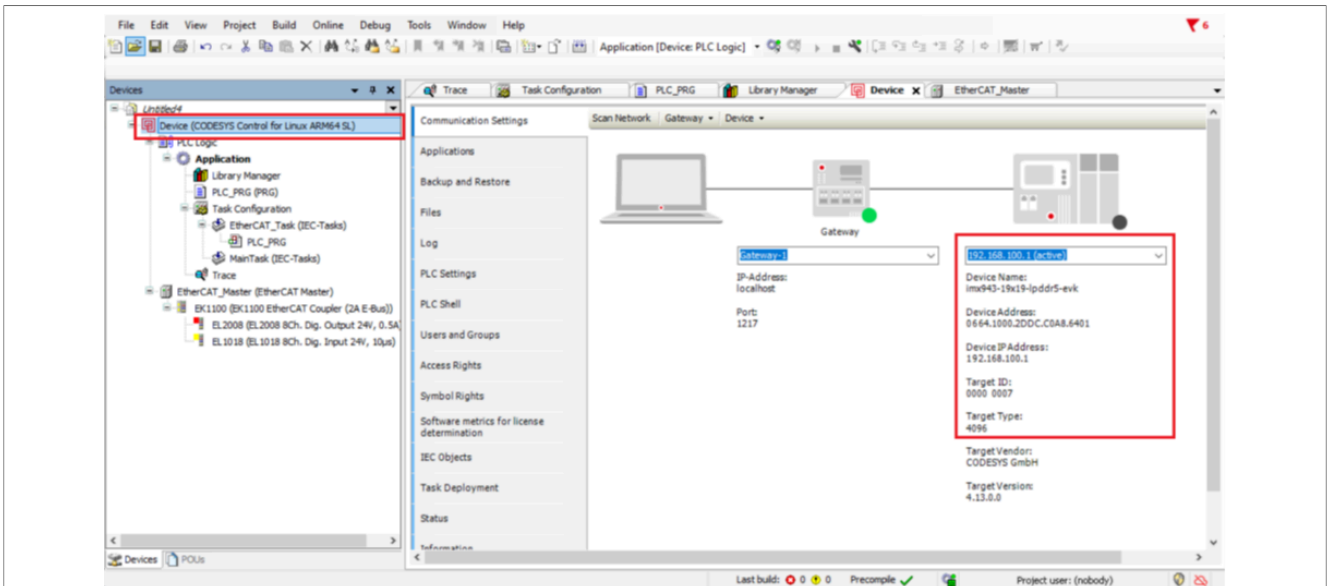 File Edit View Project Build Online Debug Tools Window Help
6
Application [Device: PLC Logic]
Devices
Trace Task Configuration PLC_PRG Library Manager Device EtherCAT_Master
Untitled4
Device (CODESYS Control for Linux ARM64 SL)
PLC Logic
Application
Library Manager
PLC_PRG (PRG)
Task Configuration
EtherCAT_Task (IEC-Tasks)
PLC_PRG
MainTask (IEC-Tasks)
Trace
EtherCAT_Master (EtherCAT Master)
EK1100 (EK1100 EtherCAT Coupler (2A E-Bus))
EL2008 (EL2008 8Ch. Dig. Output 24V, 0.5A
EL1018 (EL1018 8Ch. Dig. Input 24V, 10µs)
Devices POUs
Communication Settings
Applications
Backup and Restore
Files
Log
PLC Settings
PLC Shell
Users and Groups
Access Rights
Symbol Rights
Software metrics for license
determination
IEC Objects
Task Deployment
Status
Information
Scan Network Gateway Device
Gateway
Gateway-1
IP-Address:
localhost
Port:
1217
192.168.100.1 (active)
Device Name:
imx943-19x19-lpddr5-evk
Device Address:
0664.1000.2DDC.C0A8.6401
Device IP Address:
192.168.100.1
Target ID:
0000 0007
Target Type:
4096
Target Vendor:
CODESYS GmbH
Target Version:
4.13.0.0
Last build: 0 0 Precompile Project user: (nobody)